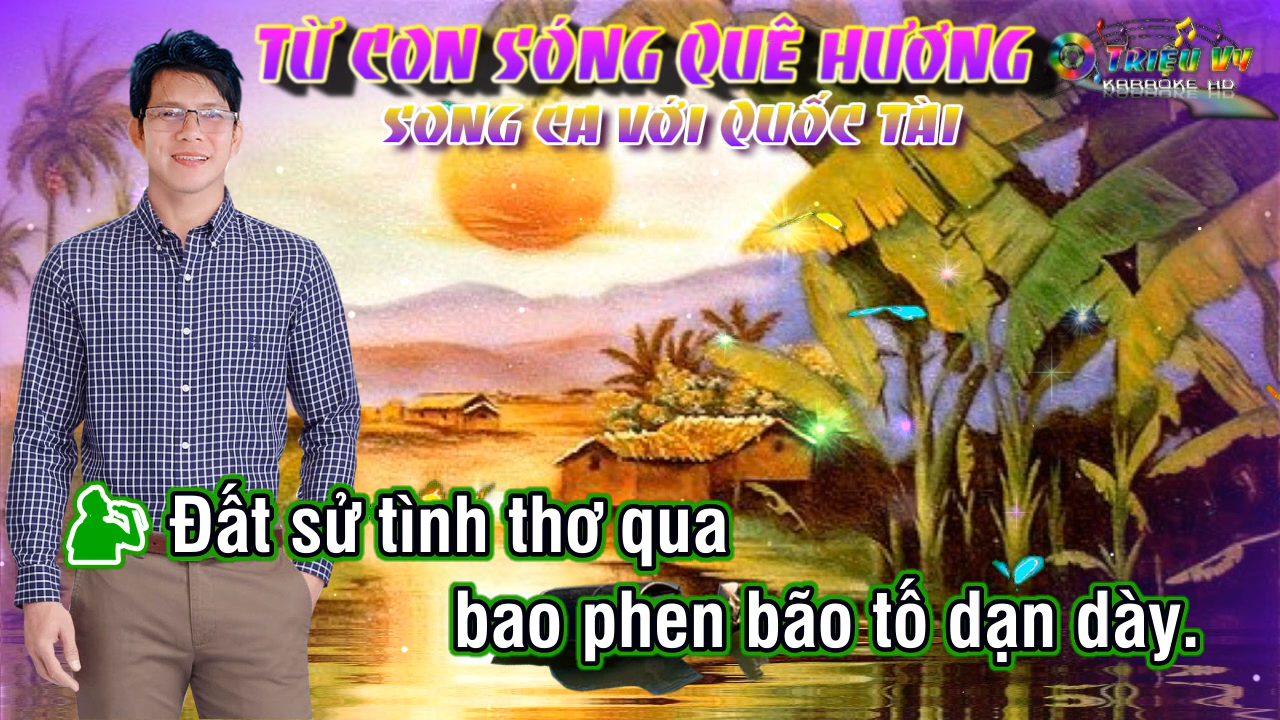 TỪ CON SÓNG QUÊ HƯƠNG
SONG CA VỚI QUỐC TÀI
TRIỆU VY
KARAOKE HD
Đất sử tình thơ qua
bao phen bão tố dạn dày.